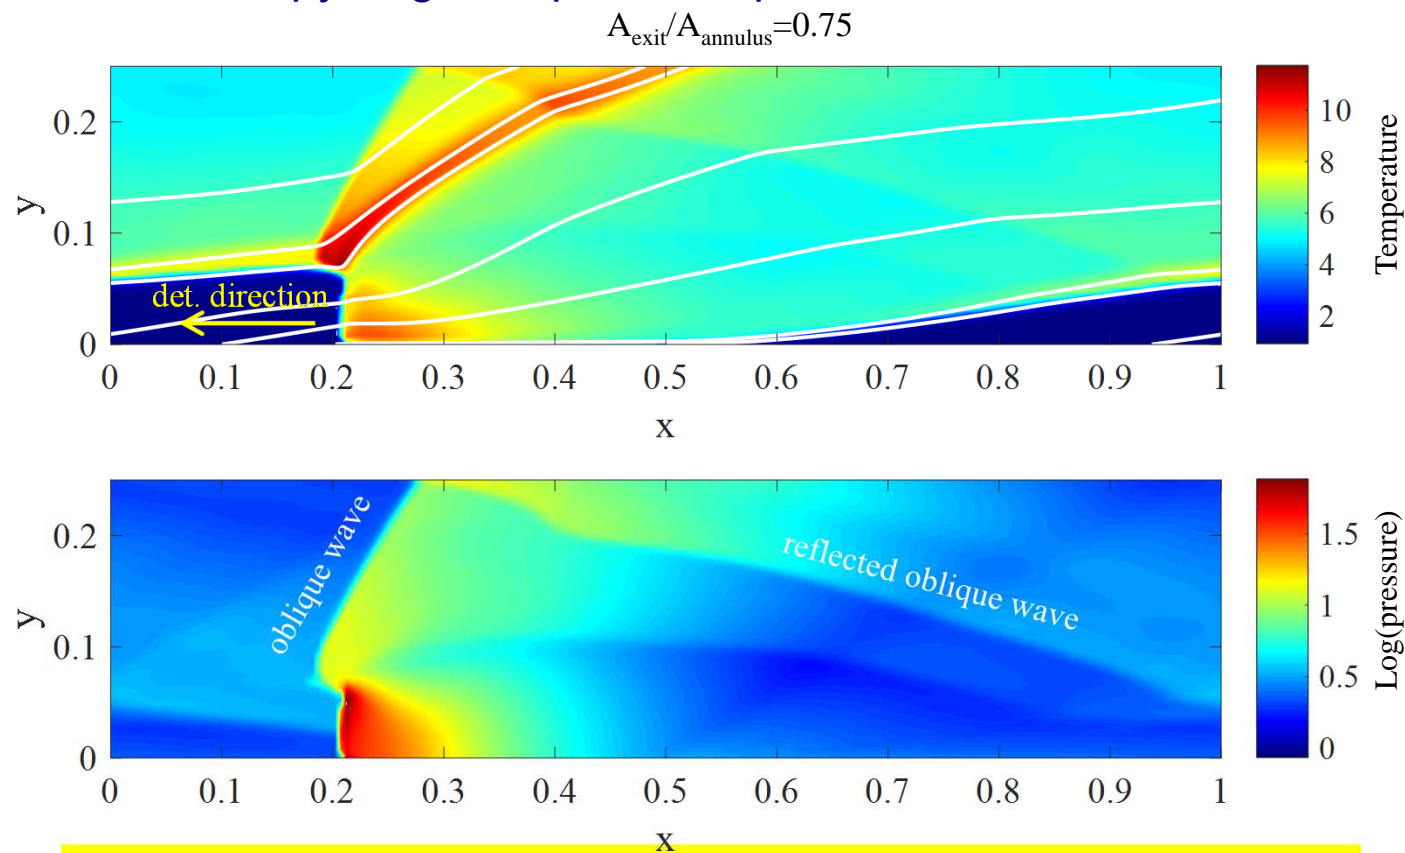 A_exit/A_annulus=0.75
0.2
0.1
0
y
det. direction
0 0.1 0.2 0.3 0.4 0.5 0.6 0.7 0.8 0.9 1
x
10
8
6
4
2
Temperature
0.2
0.1
0
y
oblique wave
reflected oblique wave
0 0.1 0.2 0.3 0.4 0.5 0.6 0.7 0.8 0.9 1
x
1.5
1
0.5
0
Log(pressure)